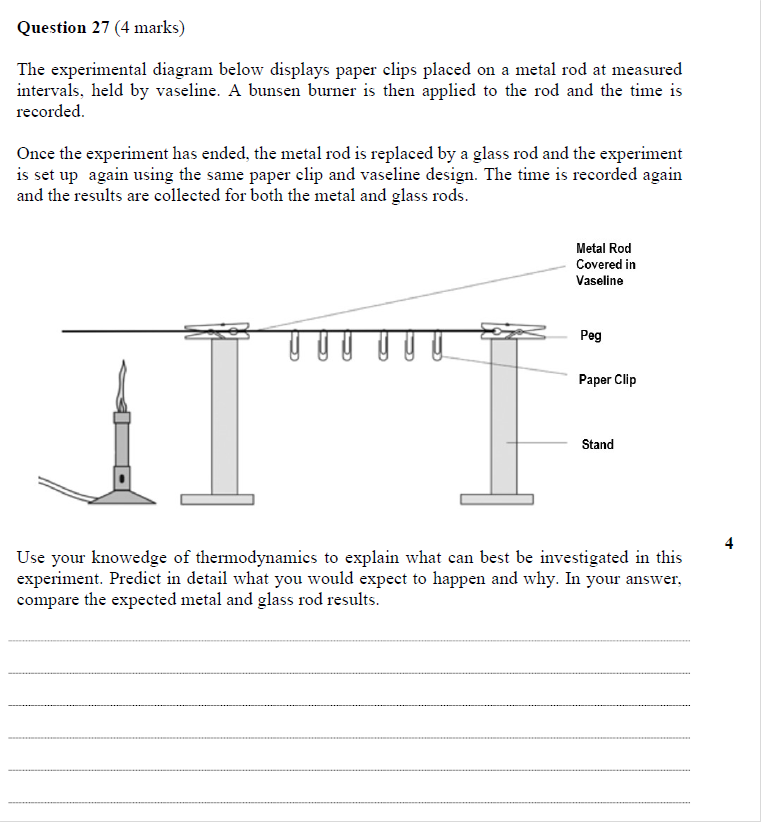 Question 27 (4 marks)
The experimental diagram below displays paper clips placed on a metal rod at measured
intervals, held by vaseline. A bunsen burner is then applied to the rod and the time is
recorded.
Once the experiment has ended, the metal rod is replaced by a glass rod and the experiment
is set up again using the same paper clip and vaseline design. The time is recorded again
and the results are collected for both the metal and glass rods.
Metal Rod
Covered in
Vaseline
Peg
Paper Clip
Stand
4
Use your knowedge of thermodynamics to explain what can best be investigated in this
experiment. Predict in detail what you would expect to happen and why. In your answer,
compare the expected metal and glass rod results.